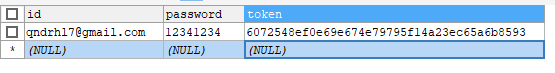 id password token
qndrhl7@gmail.com 12341234 6072548ef0e69e674e79795f14a23ec65a6b8593
* (NULL) (NULL) (NULL)